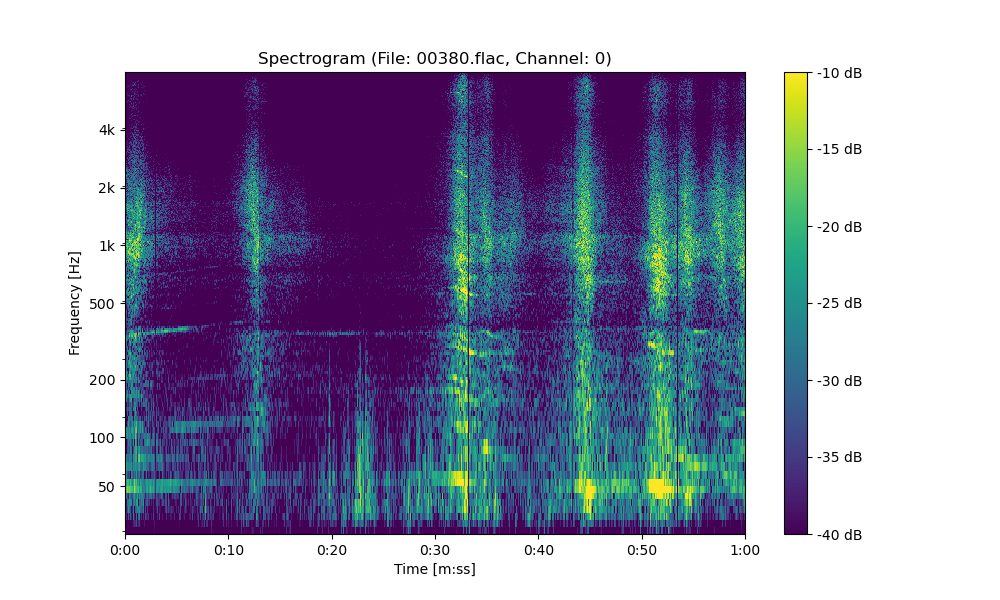 Spectrogram (File: 00380.flac, Channel: 0)
Frequency [Hz]
4k
2k
1k
500
200
100
50
0:00
0:10
0:20
0:30
0:40
0:50
1:00
Time [m:ss]
-10 dB
-15 dB
-20 dB
-25 dB
-30 dB
-35 dB
-40 dB